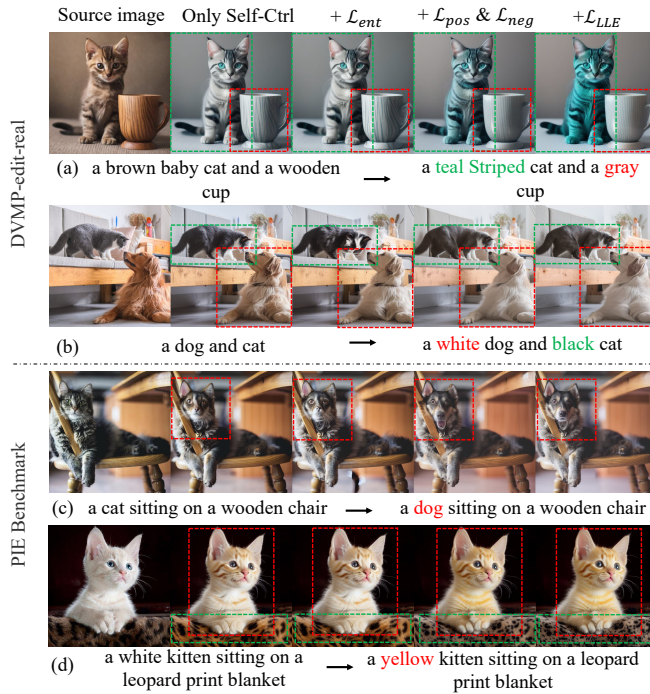 Source image Only Self-Ctrl + ℒ_ent + ℒ_pos & ℒ_neg +ℒ_LLE
DVMP-edit-real
(a) a brown baby cat and a wooden cup → a teal Striped cat and a gray cup
(b) a dog and cat → a white dog and black cat
PIE Benchmark
(c) a cat sitting on a wooden chair → a dog sitting on a wooden chair
(d) a white kitten sitting on a leopard print blanket → a yellow kitten sitting on a leopard print blanket